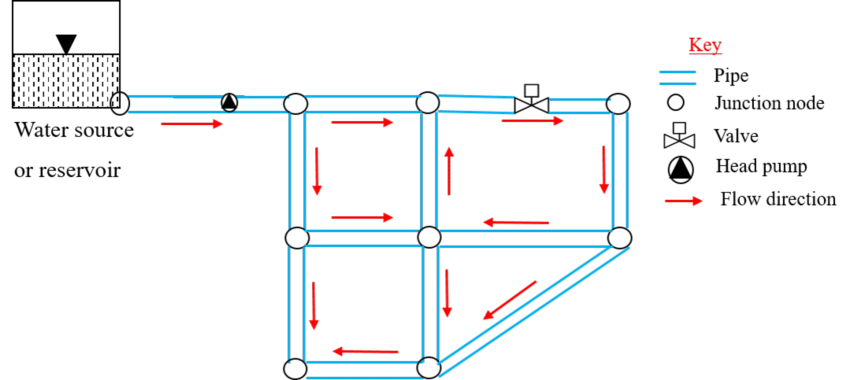 Water source
or reservoir
Key
Pipe
Junction node
Valve
Head pump
Flow direction